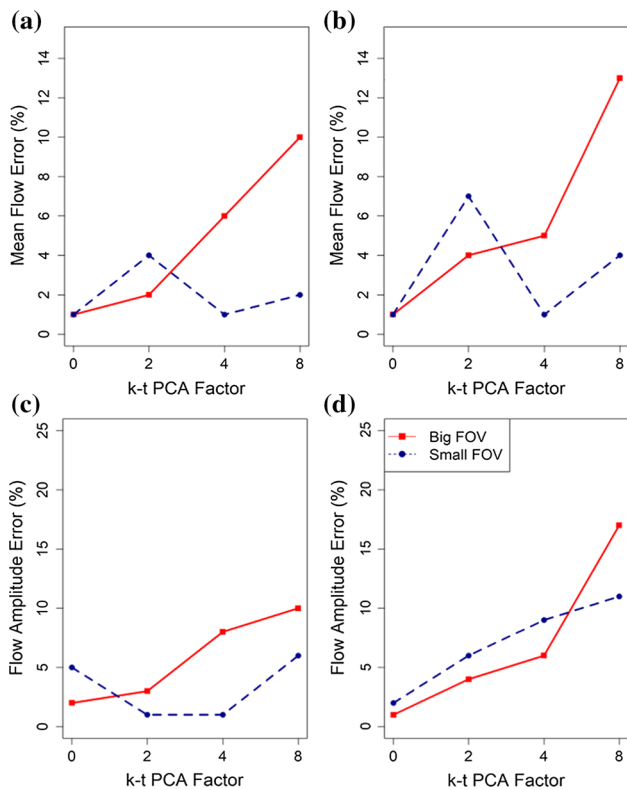 (a)
Mean Flow Error (%)
14
12
10
8
6
4
2
0
0 2 4 8
k-t PCA Factor
(b)
Mean Flow Error (%)
14
12
10
8
6
4
2
0
0 2 4 8
k-t PCA Factor
(c)
Flow Amplitude Error (%)
25
20
15
10
5
0
0 2 4 8
k-t PCA Factor
(d)
Big FOV
Small FOV
Flow Amplitude Error (%)
25
20
15
10
5
0
0 2 4 8
k-t PCA Factor